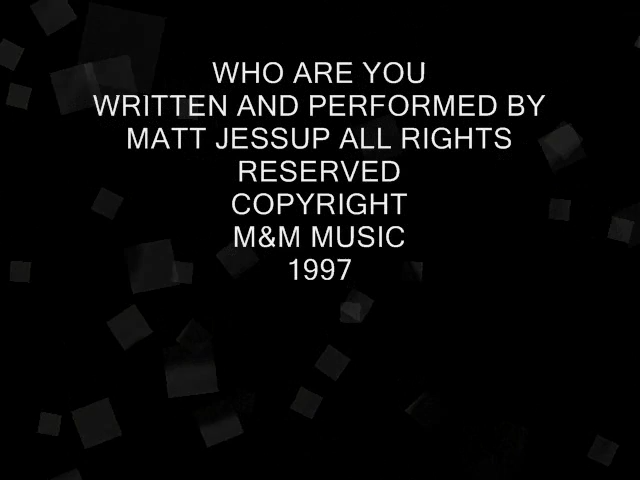 WHO ARE YOU
WRITTEN AND PERFORMED BY
MATT JESSUP ALL RIGHTS
RESERVED
COPYRIGHT
M&M MUSIC
1997